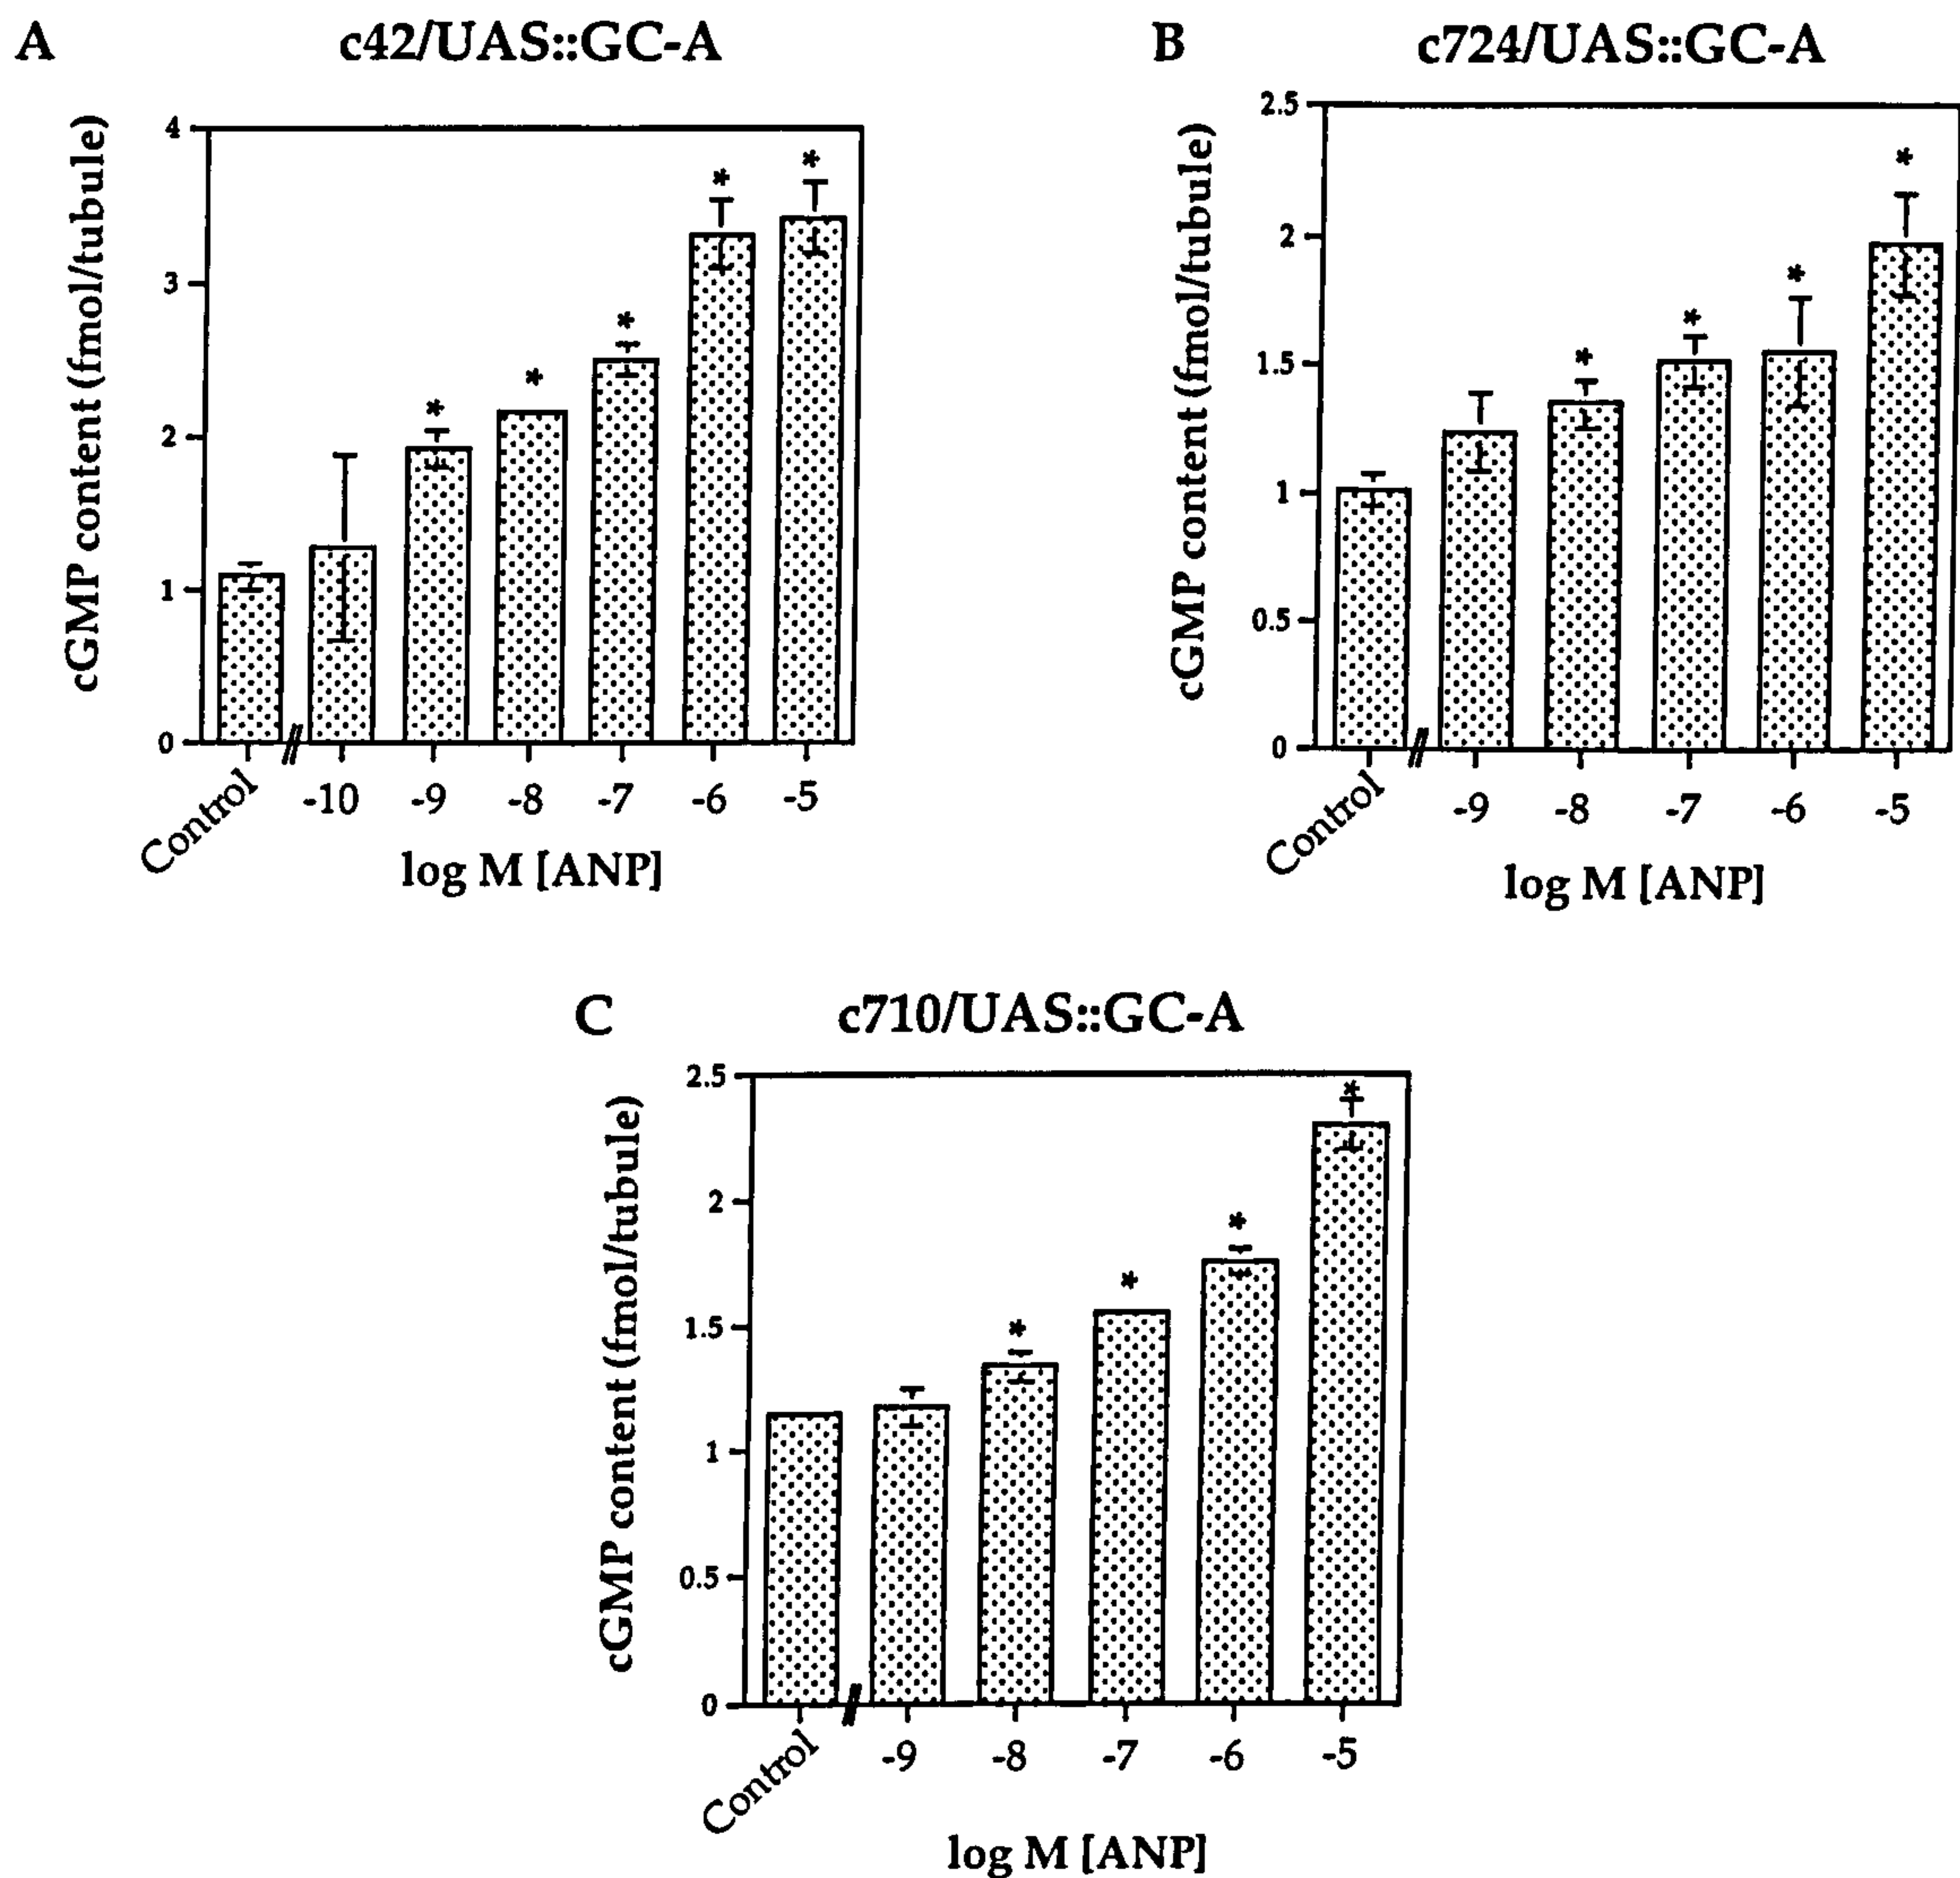 A
c42/UAS::GC-A
cGMP content (fmol/tubule)
4
3
2
1
0
* * * * *
Control -10 -9 -8 -7 -6 -5
log M [ANP]
B
c724/UAS::GC-A
cGMP content (fmol/tubule)
2.5
2
1.5
1
0.5
0
* * * *
Control -9 -8 -7 -6 -5
log M [ANP]
C
c710/UAS::GC-A
cGMP content (fmol/tubule)
2.5
2
1.5
1
0.5
0
* * * *
Control -9 -8 -7 -6 -5
log M [ANP]